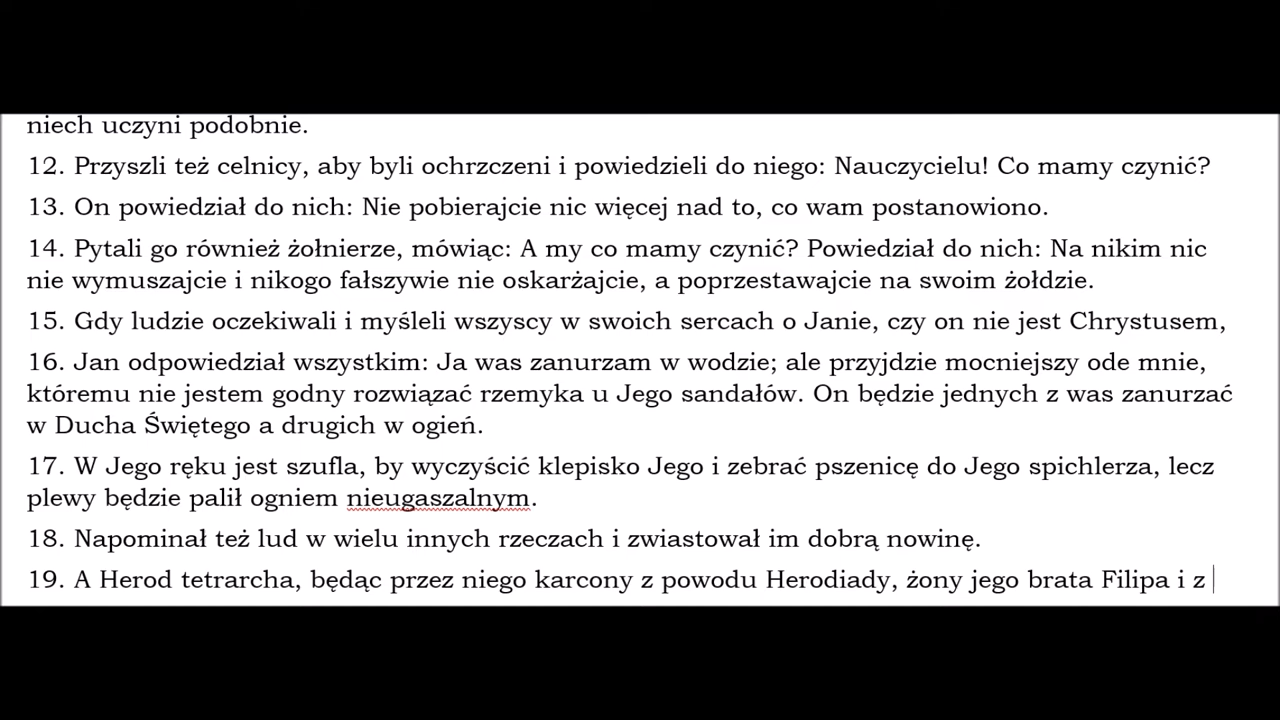 niech uczyni podobnie.
12. Przyszli też celnicy, aby byli ochrzczeni i powiedzieli do niego: Nauczycielu! Co mamy czynić?
13. On powiedział do nich: Nie pobierajcie nic więcej nad to, co wam postanowiono.
14. Pytali go również żołnierze, mówiąc: A my co mamy czynić? Powiedział do nich: Na nikim nic
nie wymuszajcie i nikogo fałszywie nie oskarżajcie, a poprzestawajcie na swoim żołdzie.
15. Gdy ludzie oczekiwali i myśleli wszyscy w swoich sercach o Janie, czy on nie jest Chrystusem,
16. Jan odpowiedział wszystkim: Ja was zanurzam w wodzie; ale przyjdzie mocniejszy ode mnie,
któremu nie jestem godny rozwiązać rzemyka u Jego sandałów. On będzie jednych z was zanurzać
w Ducha Świętego a drugich w ogień.
17. W Jego ręku jest szufla, by wyczyścić klepisko Jego i zebrać pszenicę do Jego spichlerza, lecz
plewy będzie palił ogniem nieugaszalnym.
18. Napominał też lud w wielu innych rzeczach i zwiastował im dobrą nowinę.
19. A Herod tetrarcha, będąc przez niego karcony z powodu Herodiady, żony jego brata Filipa i z